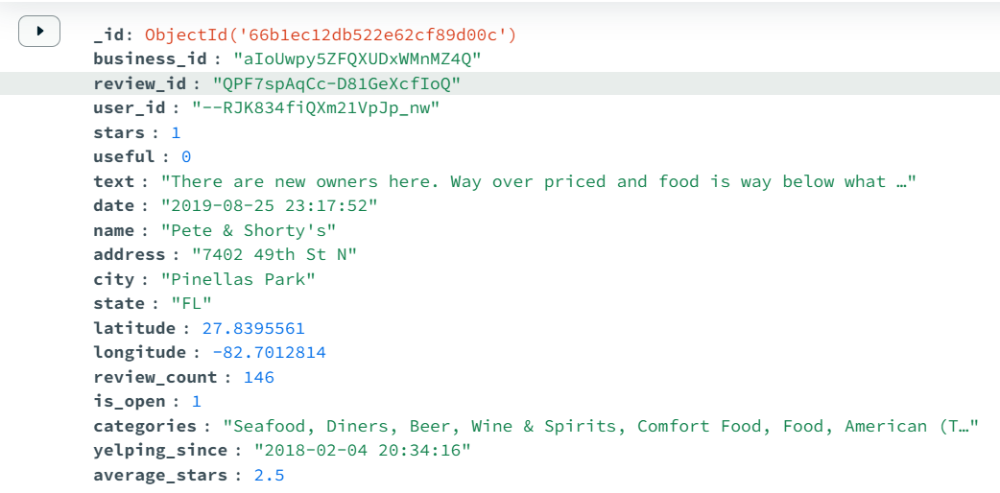 _id: ObjectId('66b1ec12db522e62cf89d00c')
business_id : "aIoUwpy5ZFQXUDxWMnMZ4Q"
review_id : "QPF7spAqCc-D81GeXcfIoQ"
user_id : "--RJK834fiQXm21VpJp_nw"
stars : 1
useful : 0
text : "There are new owners here. Way over priced and food is way below what …"
date : "2019-08-25 23:17:52"
name : "Pete & Shorty's"
address : "7402 49th St N"
city : "Pinellas Park"
state : "FL"
latitude : 27.8395561
longitude : -82.7012814
review_count : 146
is_open : 1
categories : "Seafood, Diners, Beer, Wine & Spirits, Comfort Food, Food, American (T…"
yelping_since : "2018-02-04 20:34:16"
average_stars : 2.5